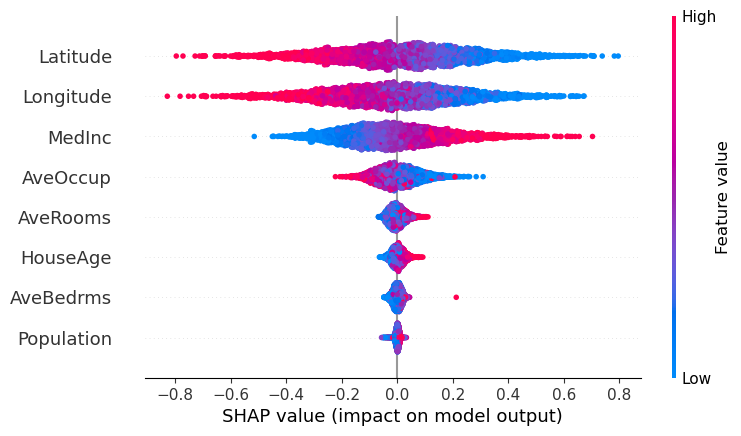 High
Latitude
Longitude
MedInc
AveOccup
AveRooms
HouseAge
AveBedrms
Population
Feature value
Low
−0.8 −0.6 −0.4 −0.2 0.0 0.2 0.4 0.6 0.8
SHAP value (impact on model output)